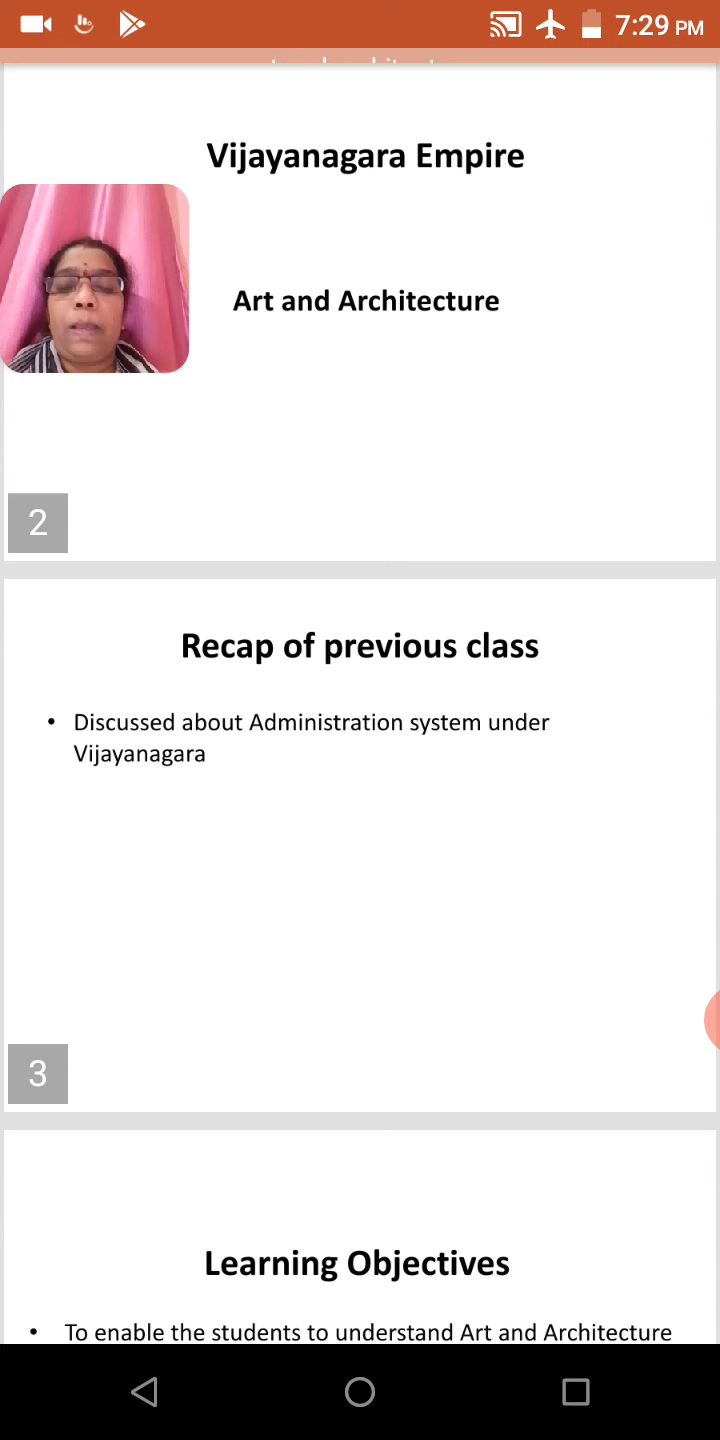 7:29 PM
Vijayanagara Empire
Art and Architecture
2
Recap of previous class
• Discussed about Administration system under
Vijayanagara
3
Learning Objectives
• To enable the students to understand Art and Architecture